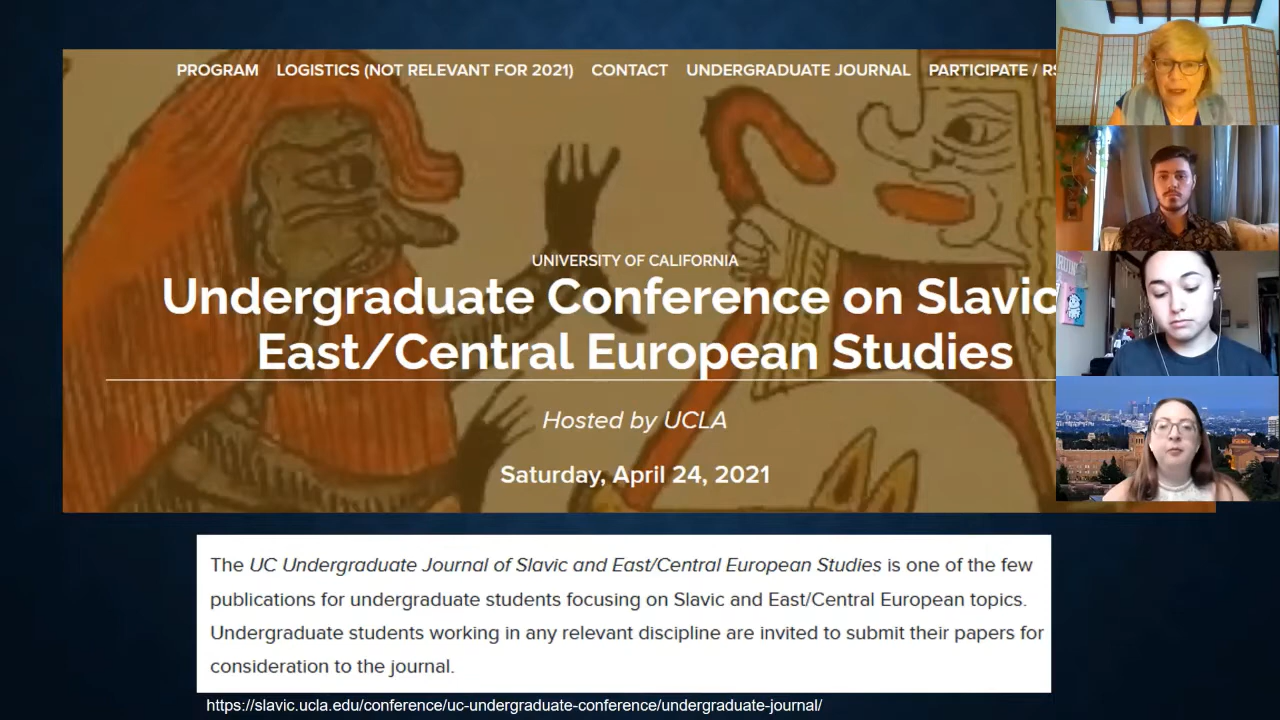 PROGRAM LOGISTICS (NOT RELEVANT FOR 2021) CONTACT UNDERGRADUATE JOURNAL PARTICIPATE /
UNIVERSITY OF CALIFORNIA
Undergraduate Conference on Slavic
East/Central European Studies
Hosted by UCLA
Saturday, April 24, 2021
The UC Undergraduate Journal of Slavic and East/Central European Studies is one of the few
publications for undergraduate students focusing on Slavic and East/Central European topics.
Undergraduate students working in any relevant discipline are invited to submit their papers for
consideration to the journal.
https://slavic.ucla.edu/conference/uc-undergraduate-conference/undergraduate-journal/